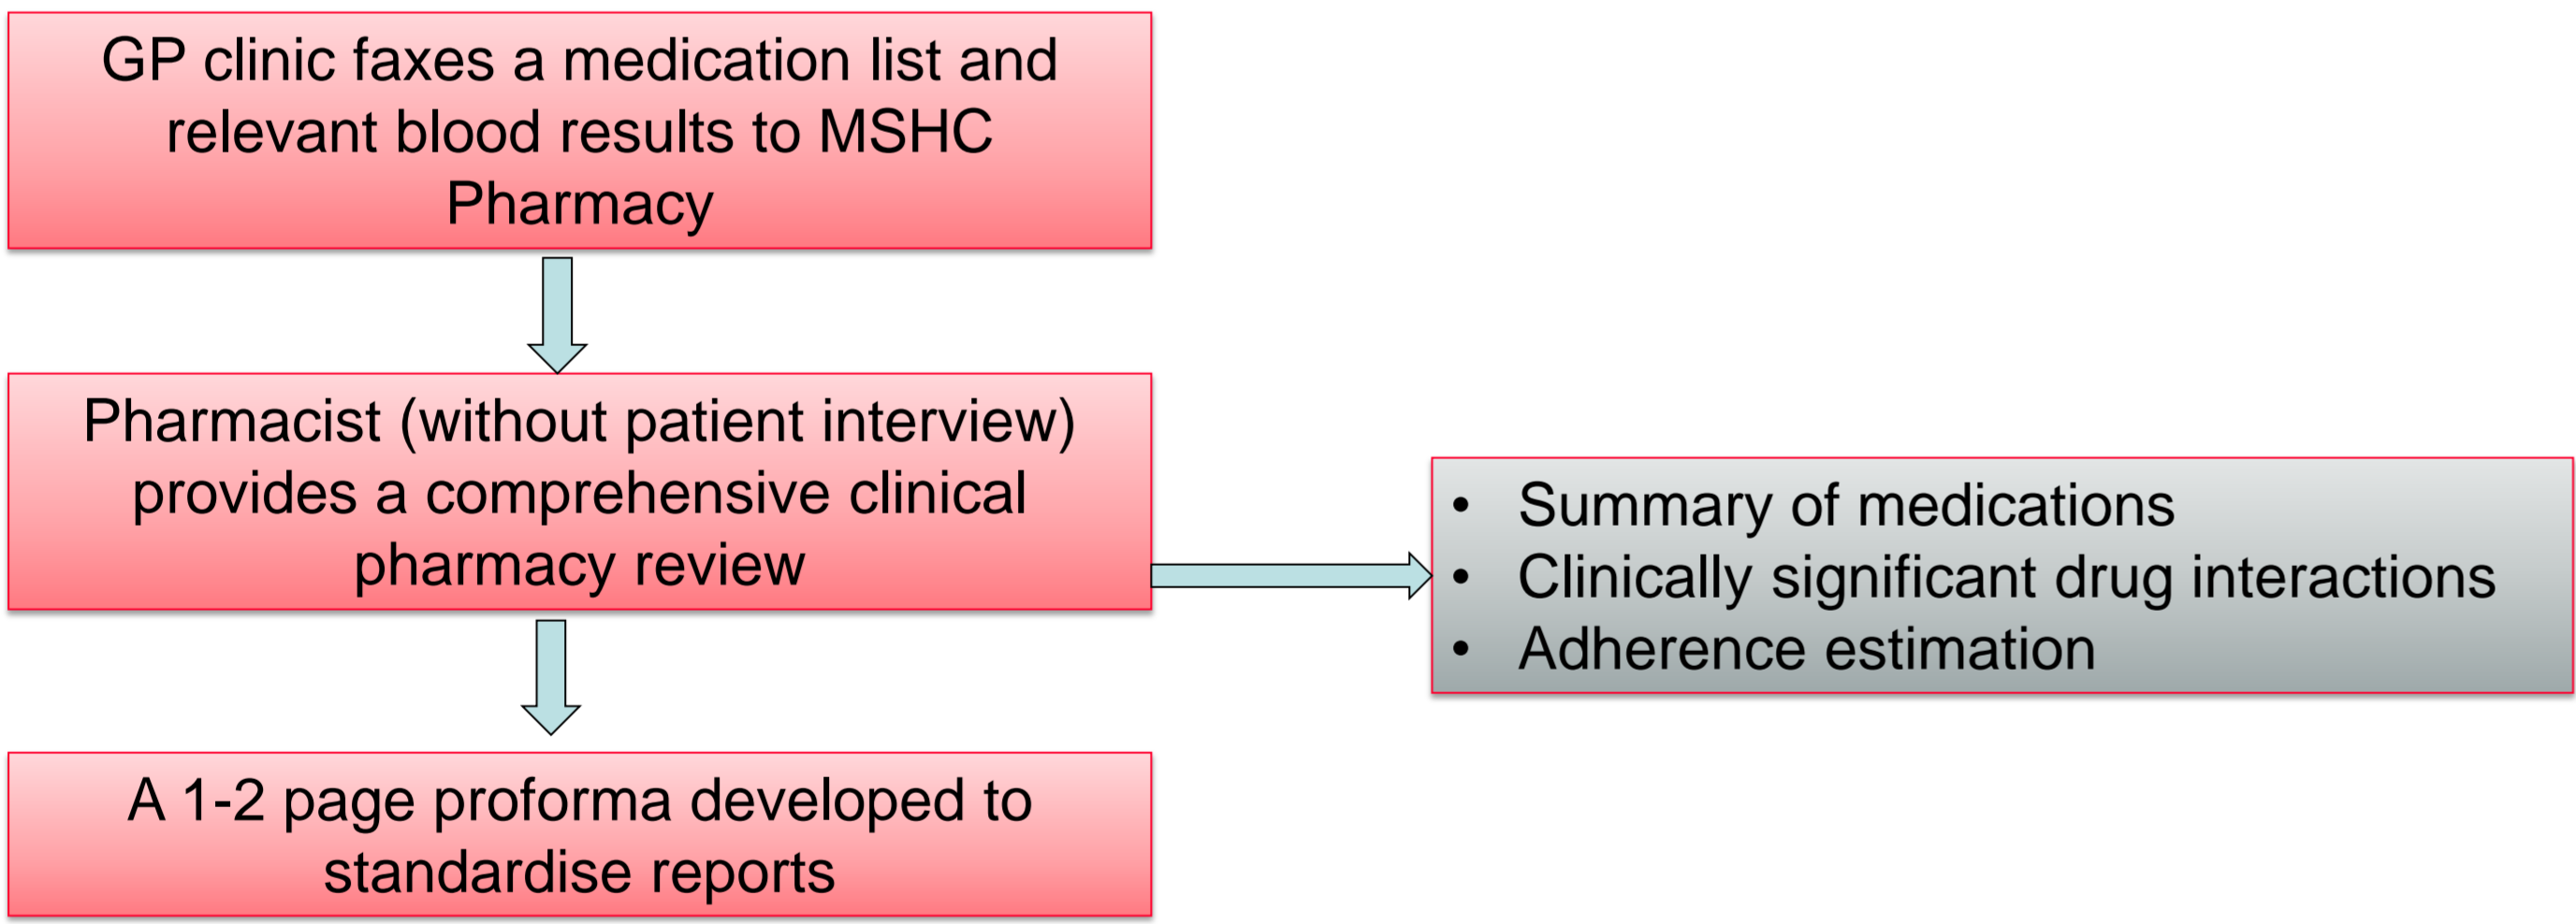 GP clinic faxes a medication list and
relevant blood results to MSHC
Pharmacy
Pharmacist (without patient interview)
provides a comprehensive clinical
pharmacy review
• Summary of medications
• Clinically significant drug interactions
• Adherence estimation
A 1-2 page proforma developed to
standardise reports